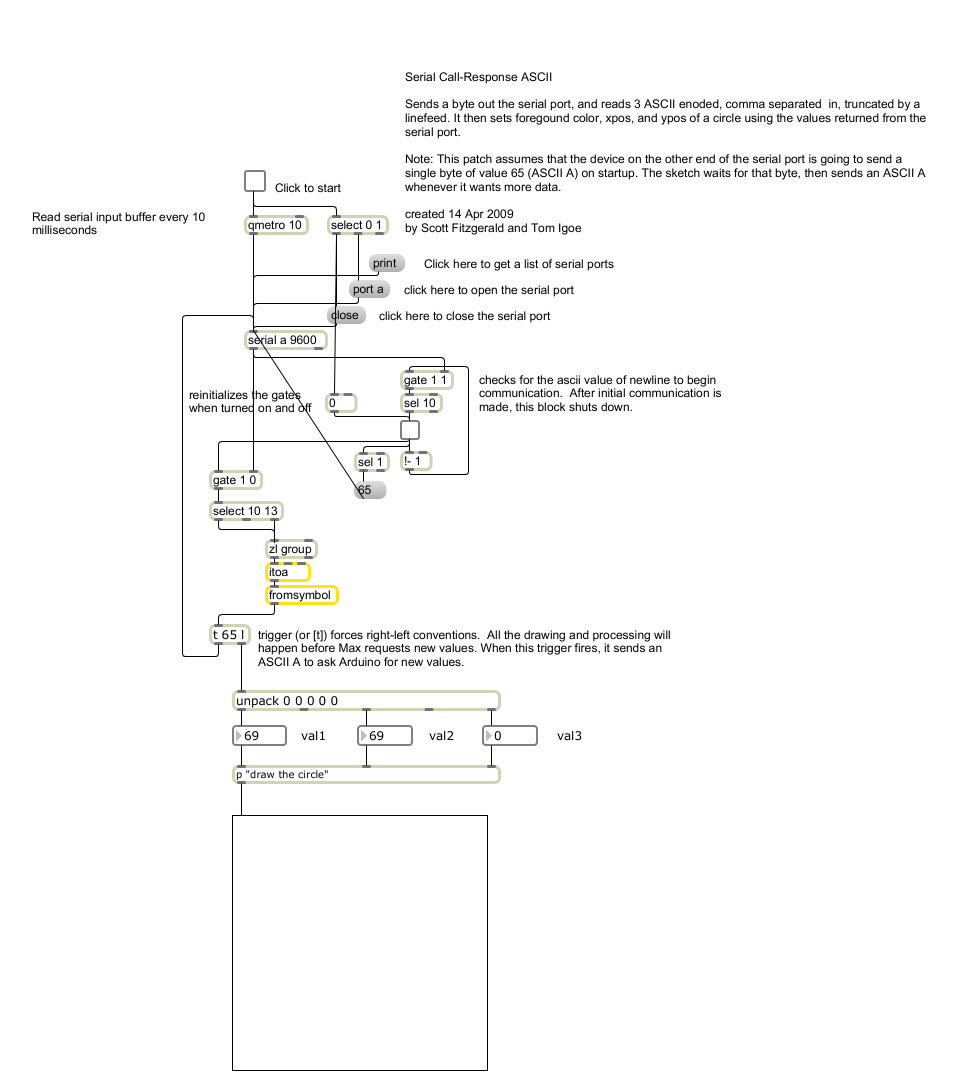 Serial Call-Response ASCII
Sends a byte out the serial port, and reads 3 ASCII enoded, comma separated  in, truncated by a
linefeed. It then sets foregound color, xpos, and ypos of a circle using the values returned from the
serial port.
Note: This patch assumes that the device on the other end of the serial port is going to send a
single byte of value 65 (ASCII A) on startup. The sketch waits for that byte, then sends an ASCII A
whenever it wants more data.
created 14 Apr 2009
by Scott Fitzgerald and Tom Igoe
Click to start
Read serial input buffer every 10
milliseconds
qmetro 10
select 0 1
print
Click here to get a list of serial ports
port a
click here to open the serial port
close
click here to close the serial port
serial a 9600
gate 1 1
checks for the ascii value of newline to begin
communication.  After initial communication is
made, this block shuts down.
reinitializes the gates
when turned on and off
0
sel 10
sel 1
!- 1
gate 1 0
65
select 10 13
zl group
itoa
fromsymbol
t 65 l
trigger (or [t]) forces right-left conventions.  All the drawing and processing will
happen before Max requests new values. When this trigger fires, it sends an
ASCII A to ask Arduino for new values.
unpack 0 0 0 0 0
69
val1
69
val2
0
val3
p "draw the circle"